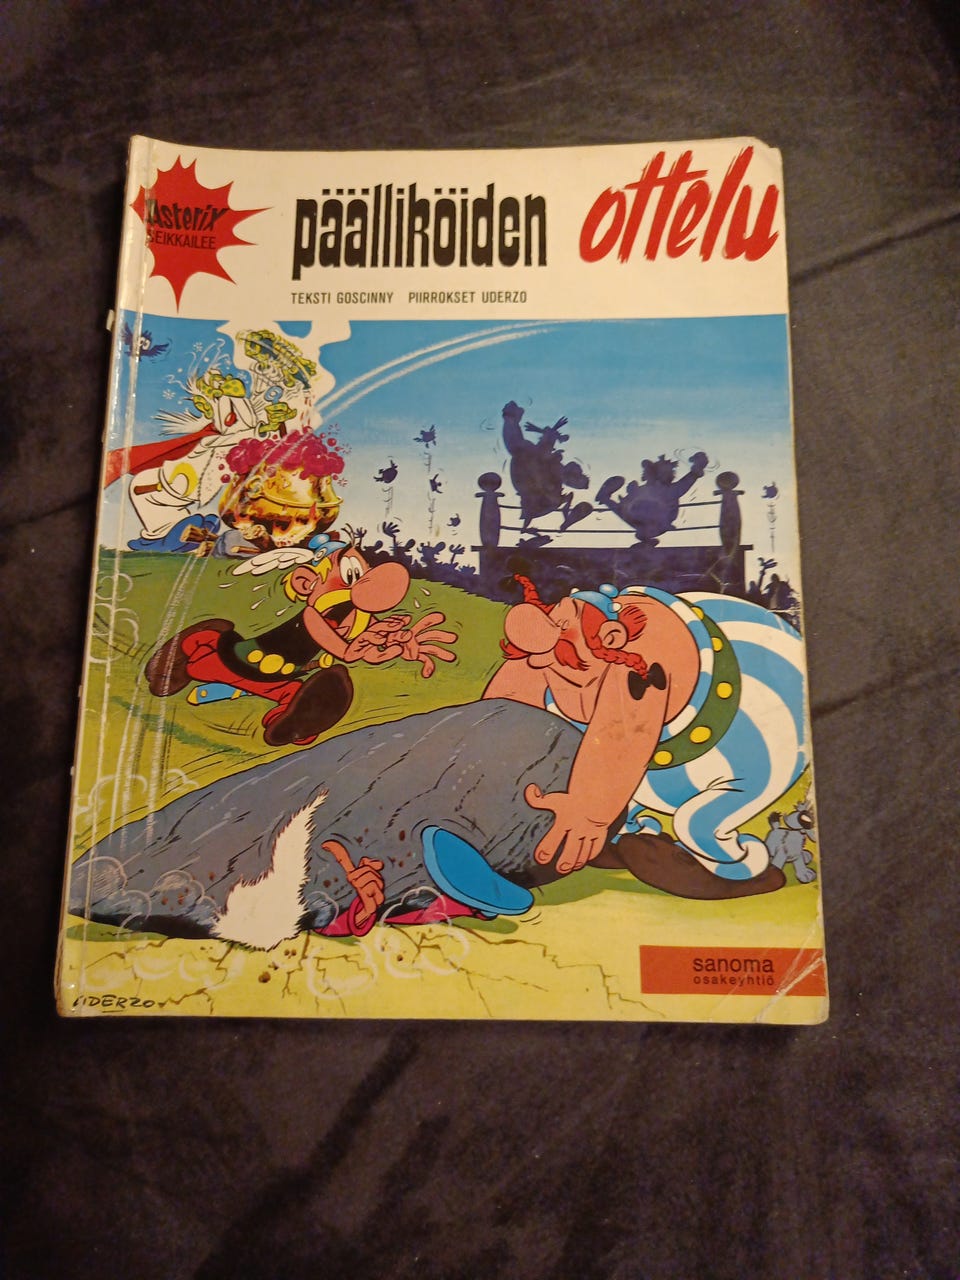 Asterix
SEIKKAILEE
päälliköiden ottelu
TEKSTI GOSCINNY PIIRROKSET UDERZO
sanoma
osakeyhtiö
UDERZO